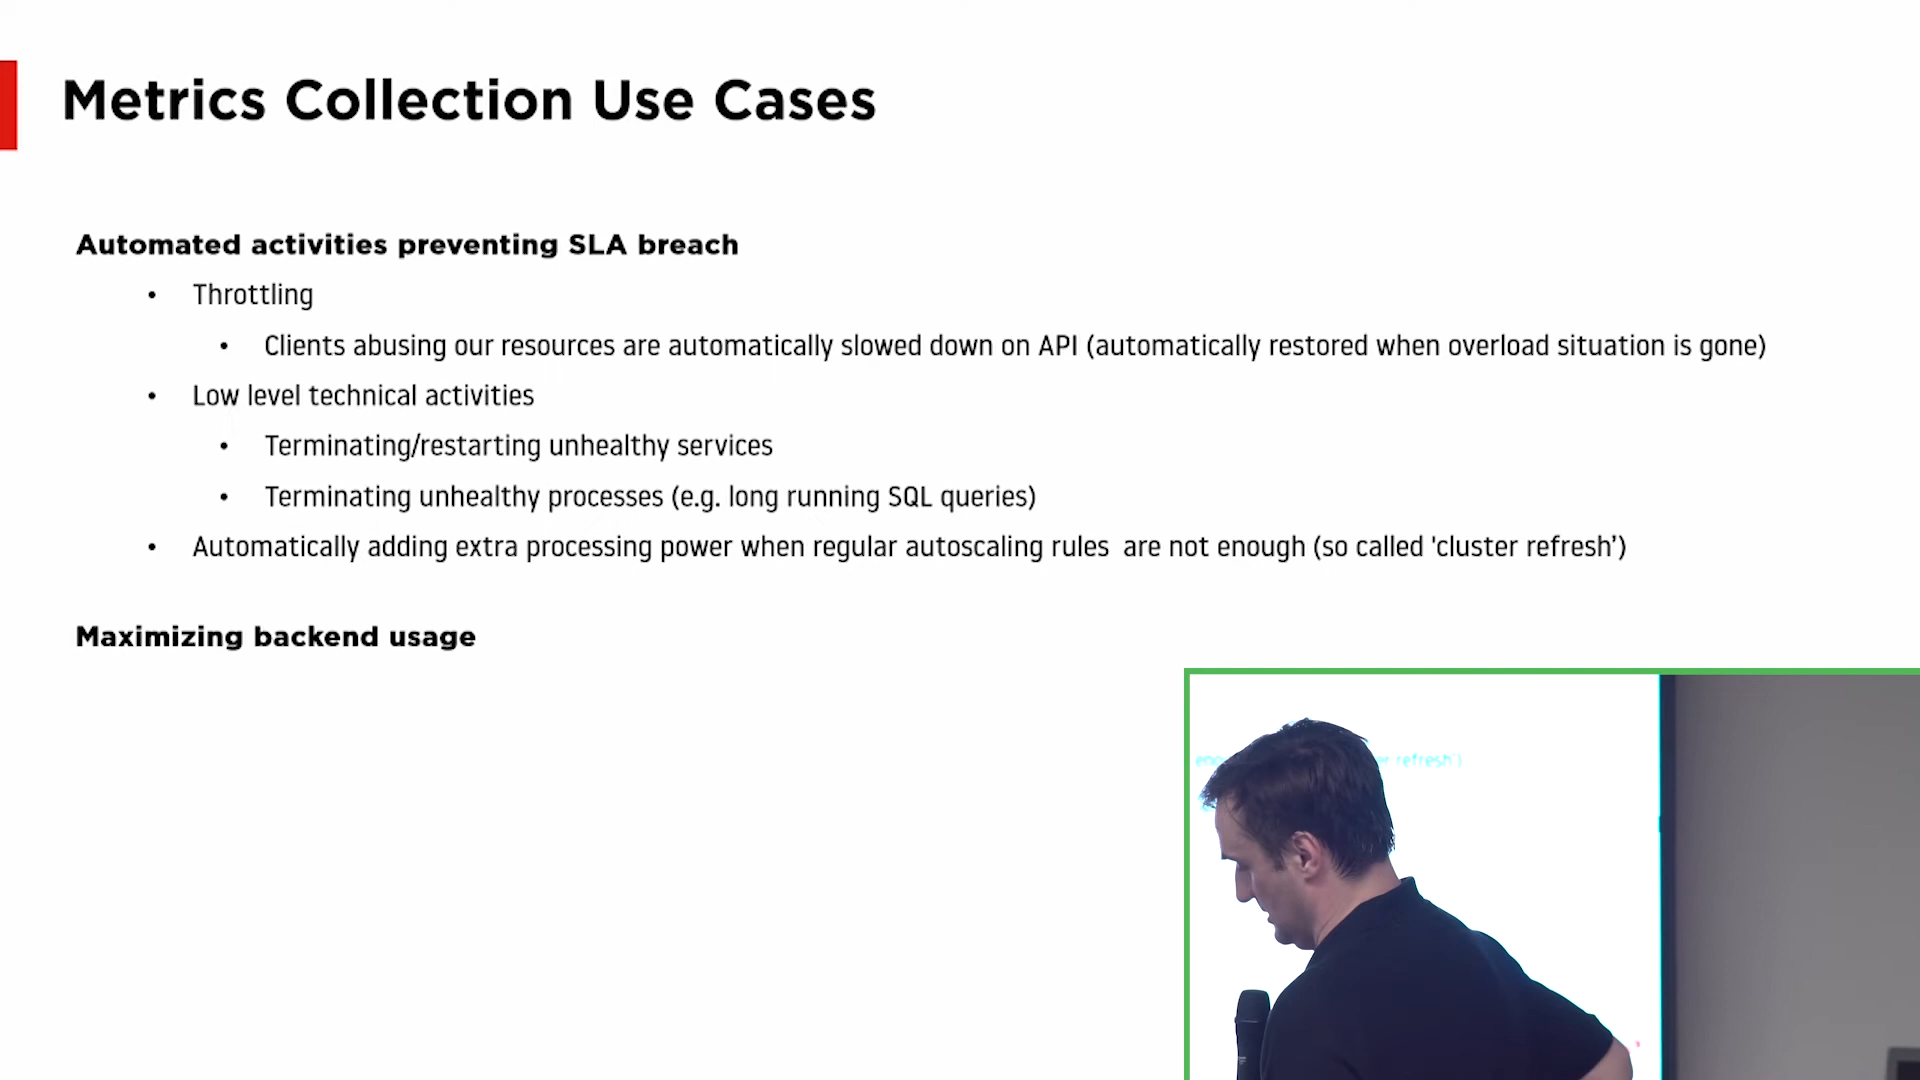 Metrics Collection Use Cases
Automated activities preventing SLA breach
• Throttling
• Clients abusing our resources are automatically slowed down on API (automatically restored when overload situation is gone)
• Low level technical activities
• Terminating/restarting unhealthy services
• Terminating unhealthy processes (e.g. long running SQL queries)
• Automatically adding extra processing power when regular autoscaling rules  are not enough (so called 'cluster refresh’)
Maximizing backend usage
refresh')